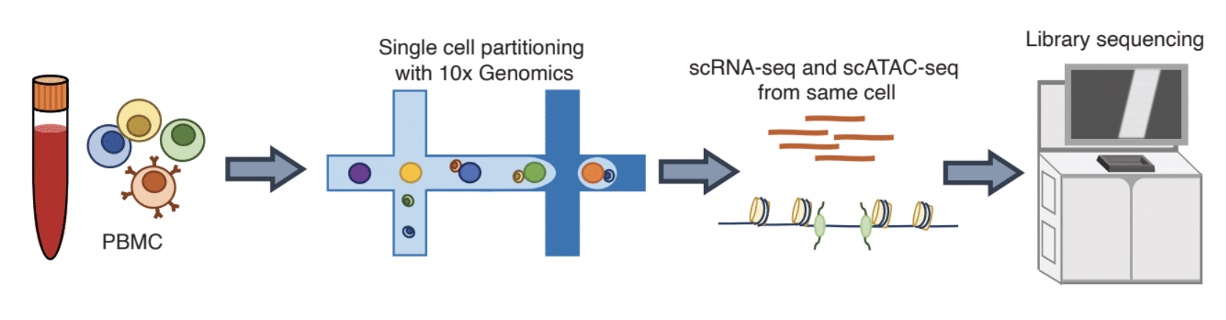 PBMC
Single cell partitioning
with 10x Genomics
scRNA-seq and scATAC-seq
from same cell
Library sequencing